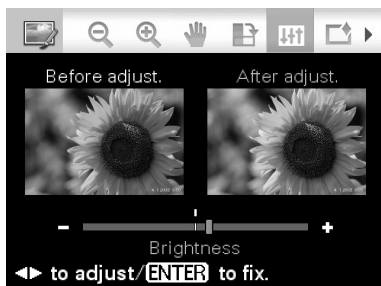 Before adjust. After adjust.
- +
Brightness
◄► to adjust/ENTER to fix.